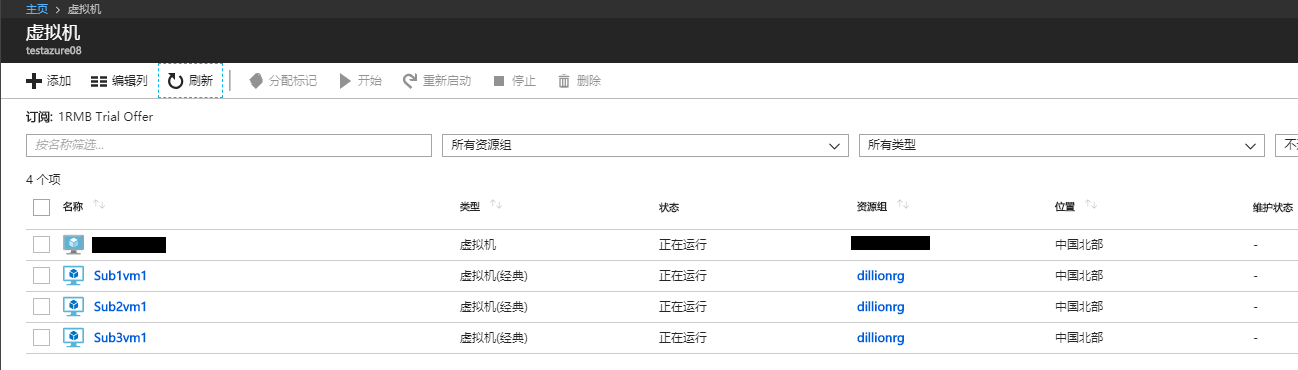 主页 > 虚拟机
虚拟机
testazure08
添加 编辑列 刷新 分配标记 开始 重新启动 停止 删除
订阅: 1RMB Trial Offer
按名称筛选... 所有资源组 所有类型
4 个项
名称 类型 状态 资源组 位置 维护状态
虚拟机 正在运行 中国北部 -
Sub1vm1 虚拟机(经典) 正在运行 dillionrg 中国北部 -
Sub2vm1 虚拟机(经典) 正在运行 dillionrg 中国北部 -
Sub3vm1 虚拟机(经典) 正在运行 dillionrg 中国北部 -